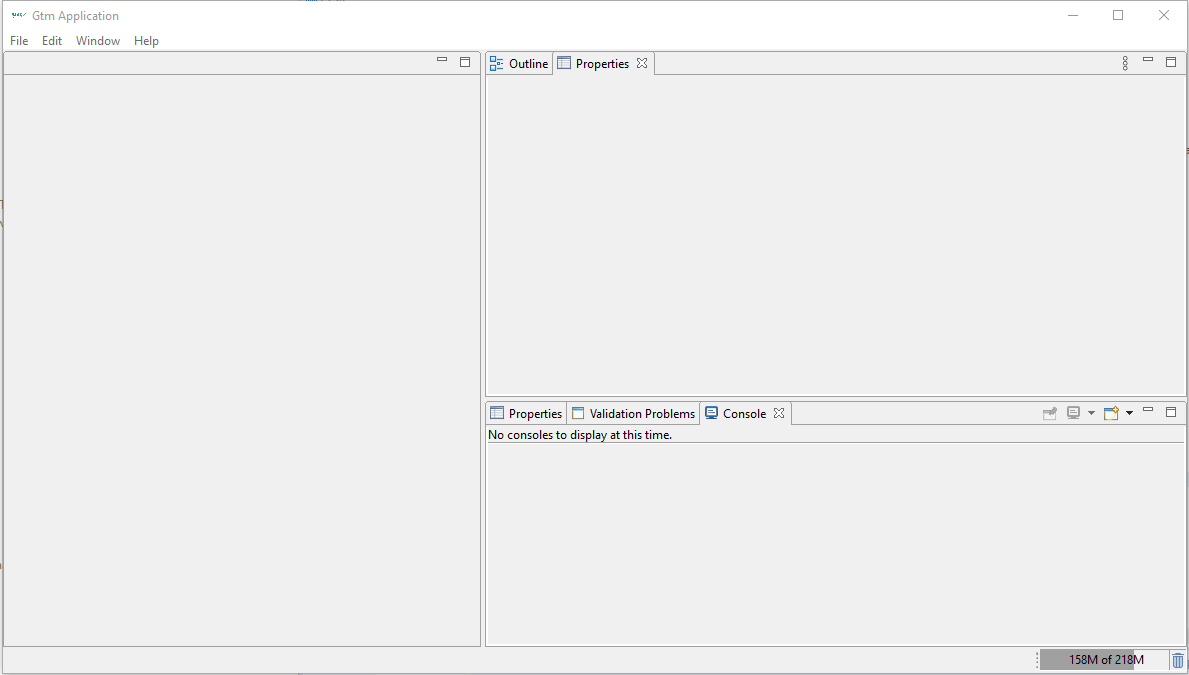 Gtm Application
File Edit Window Help
Outline Properties
Properties Validation Problems Console
No consoles to display at this time.
158M of 218M